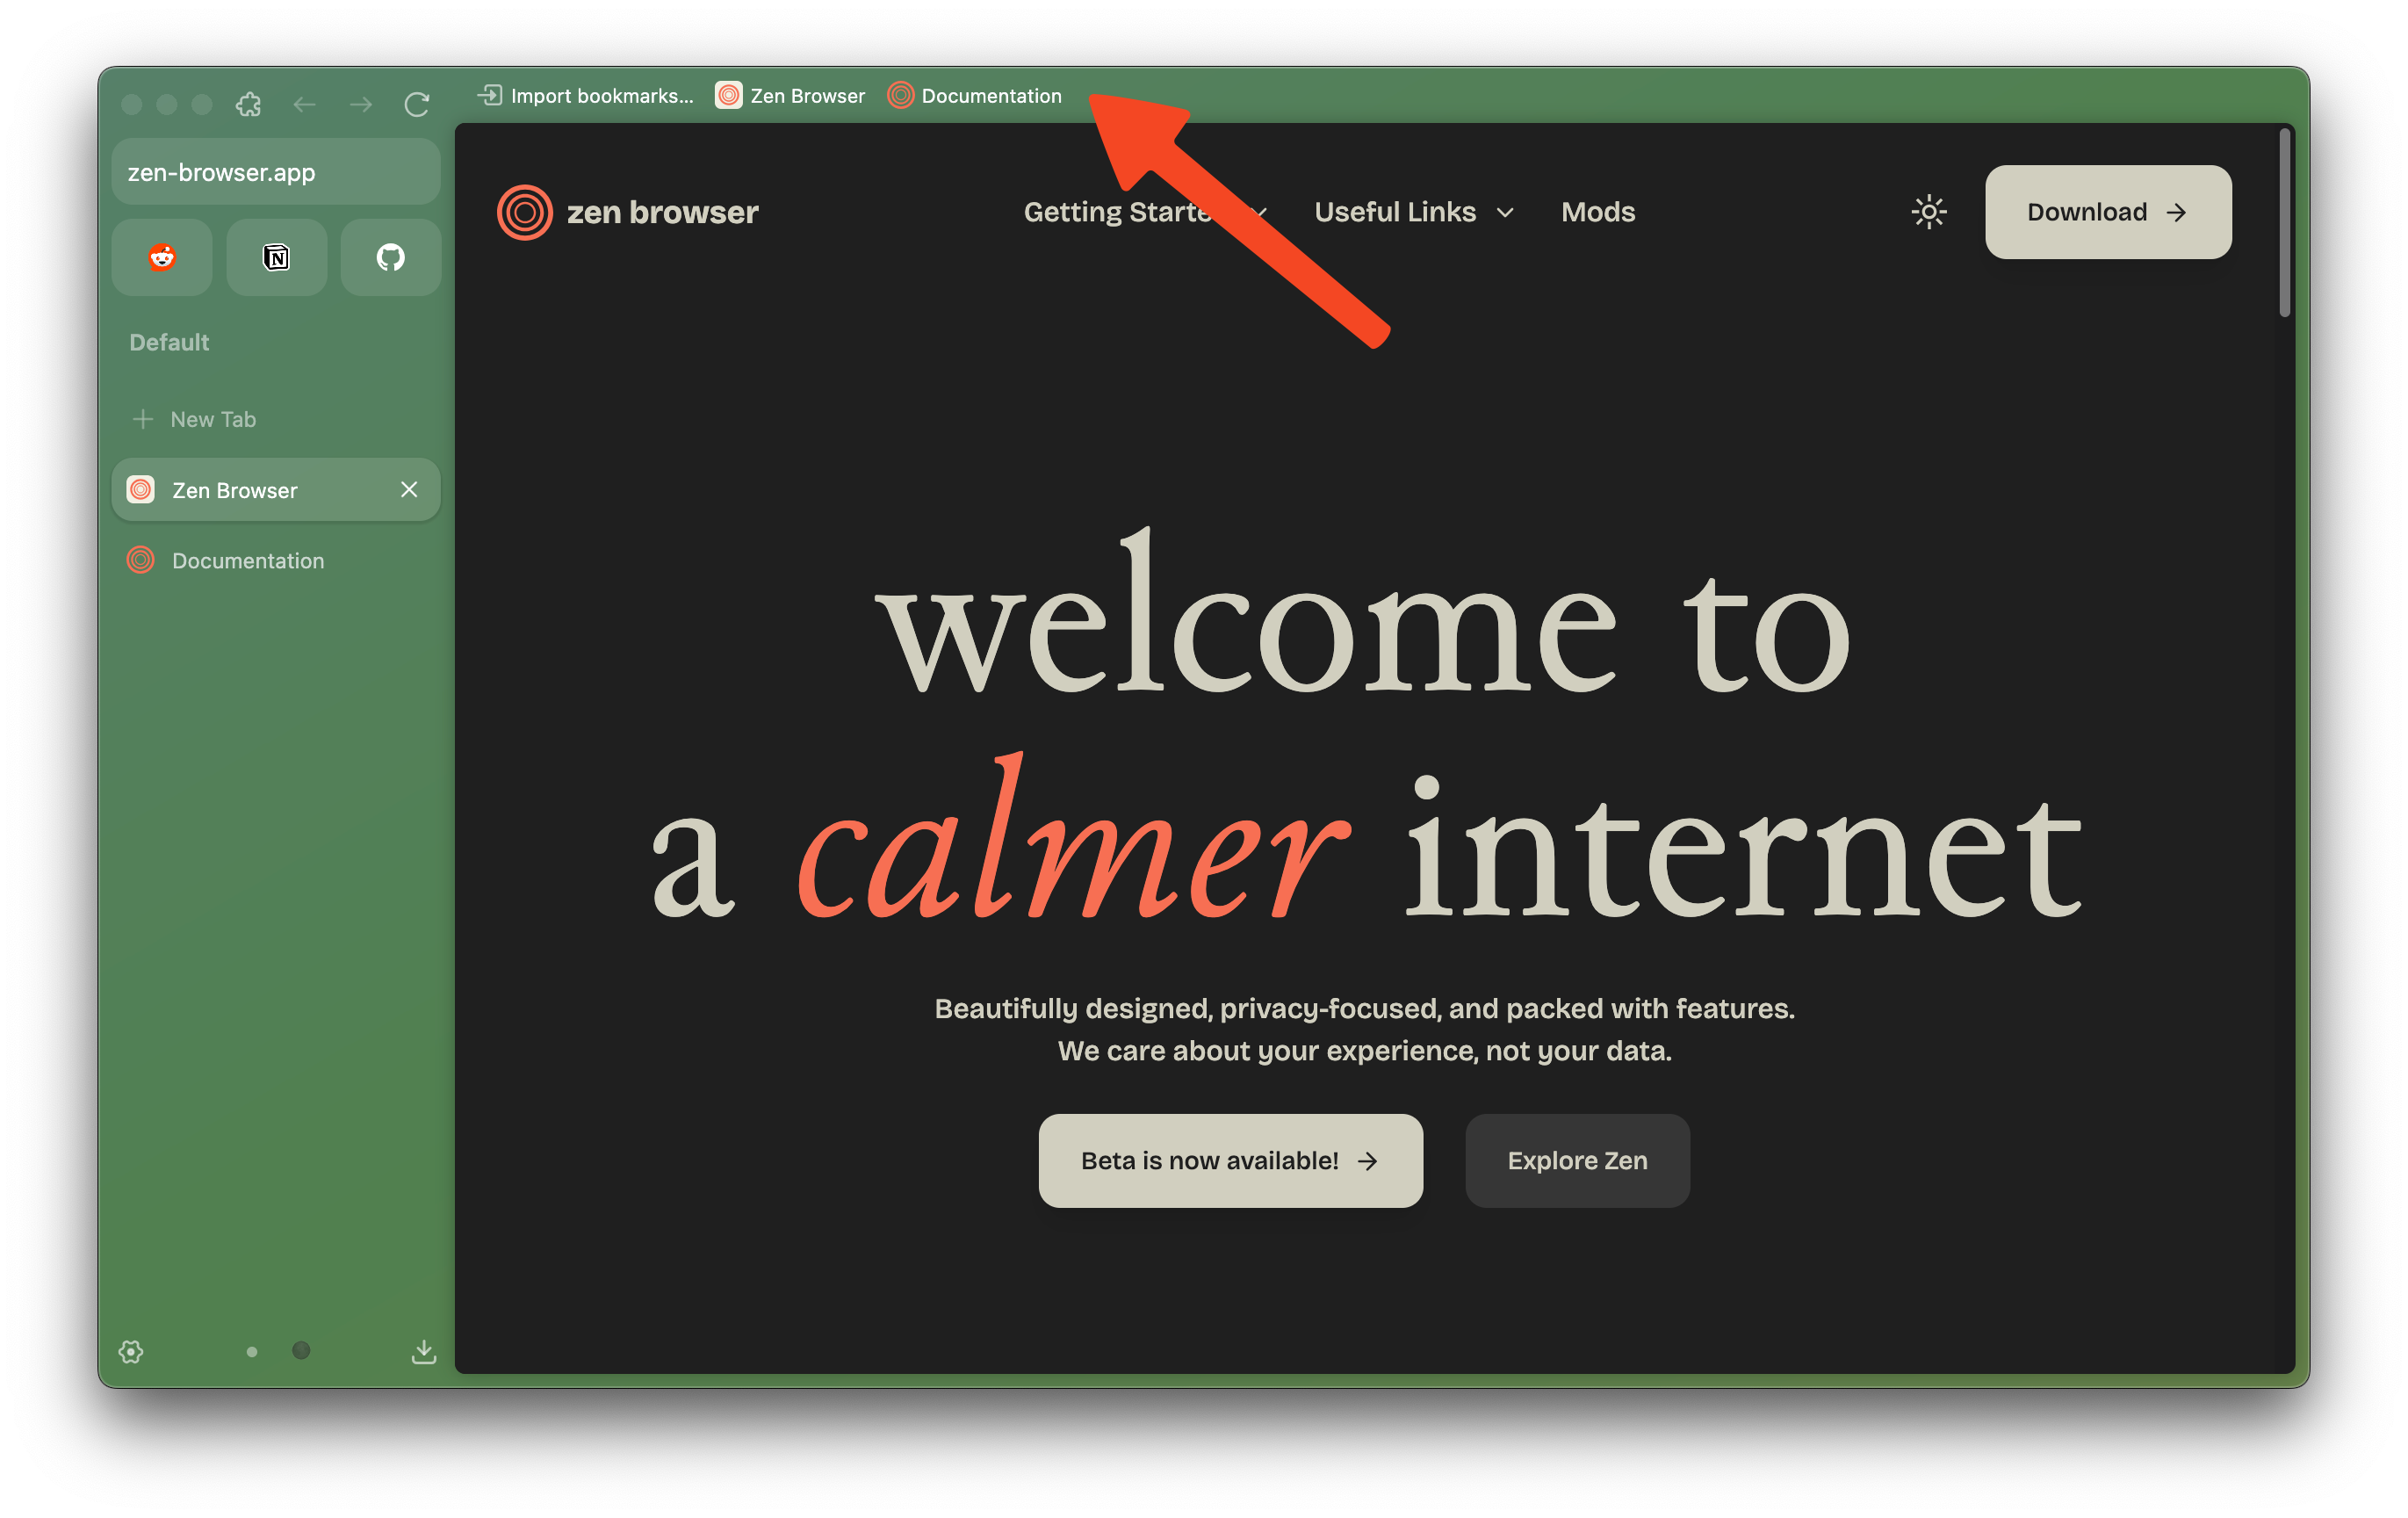 Import bookmarks... Zen Browser Documentation
zen-browser.app
N
Default
New Tab
Zen Browser
Documentation
zen browser Useful Links Mods Download
Getting
welcome to
a calmer internet
Beautifully designed, privacy-focused, and packed with features.
We care about your experience, not your data.
Beta is now available! Explore Zen